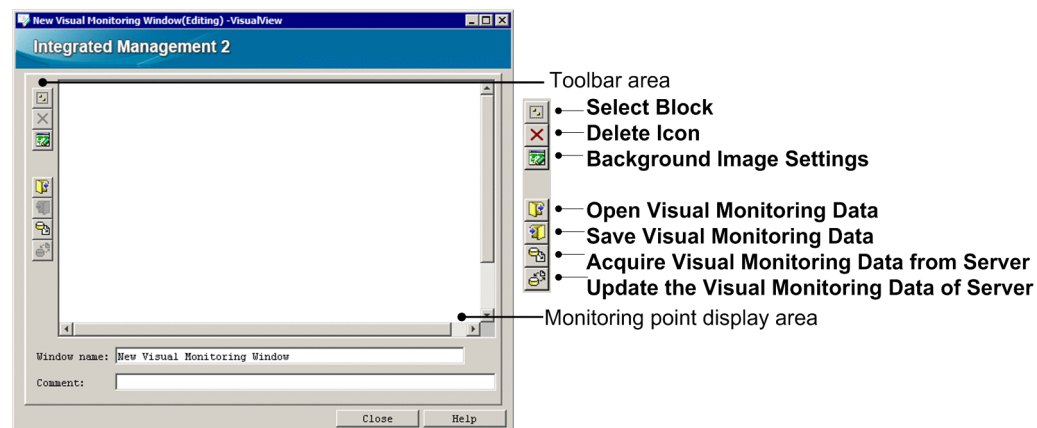 New Visual Monitoring Window(Editing) -VisualView
Integrated Management 2
Toolbar area
Select Block
Delete Icon
Background Image Settings
Open Visual Monitoring Data
Save Visual Monitoring Data
Acquire Visual Monitoring Data from Server
Update the Visual Monitoring Data of Server
Monitoring point display area
Window name: New Visual Monitoring Window
Comment:
Close Help